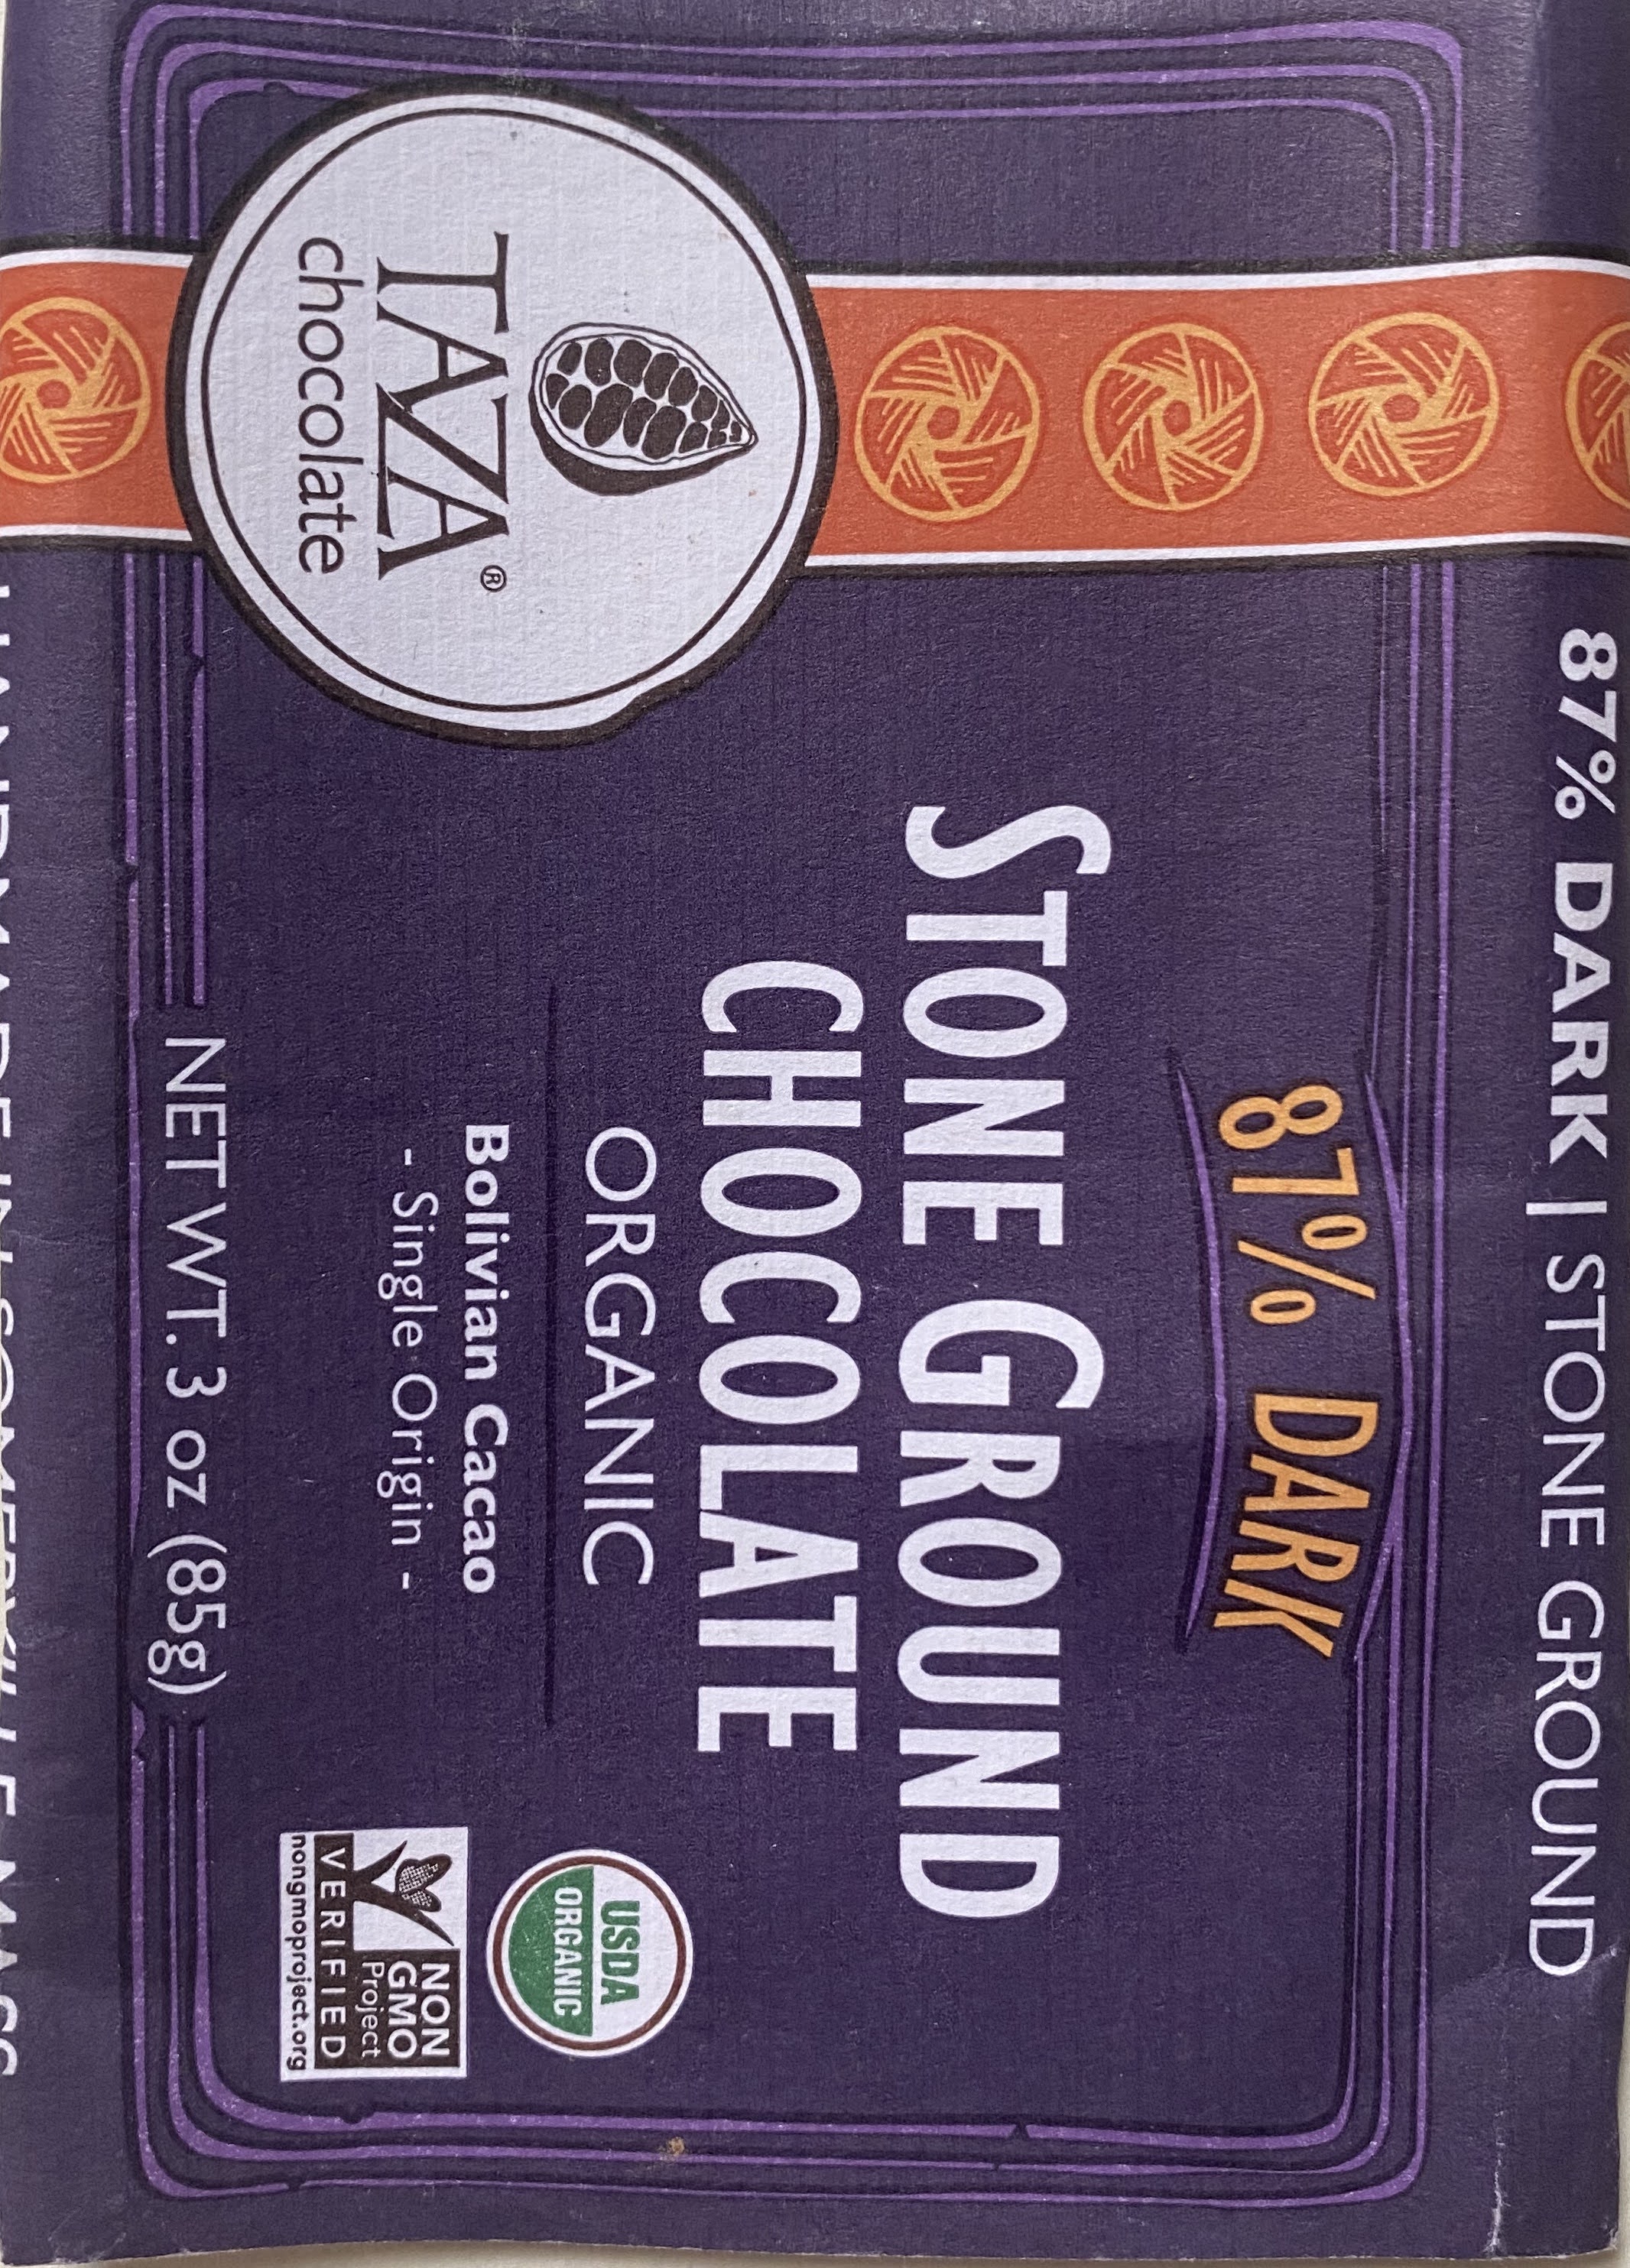 87% DARK | STONE GROUND
87% DARK
STONE GROUND
CHOCOLATE
ORGANIC
Bolivian Cacao
- Single Origin -
TAZA®
chocolate
NET WT. 3 oz (85g)
USDA
ORGANIC
NON
GMO
Project
VERIFIED
nongmoproject.org